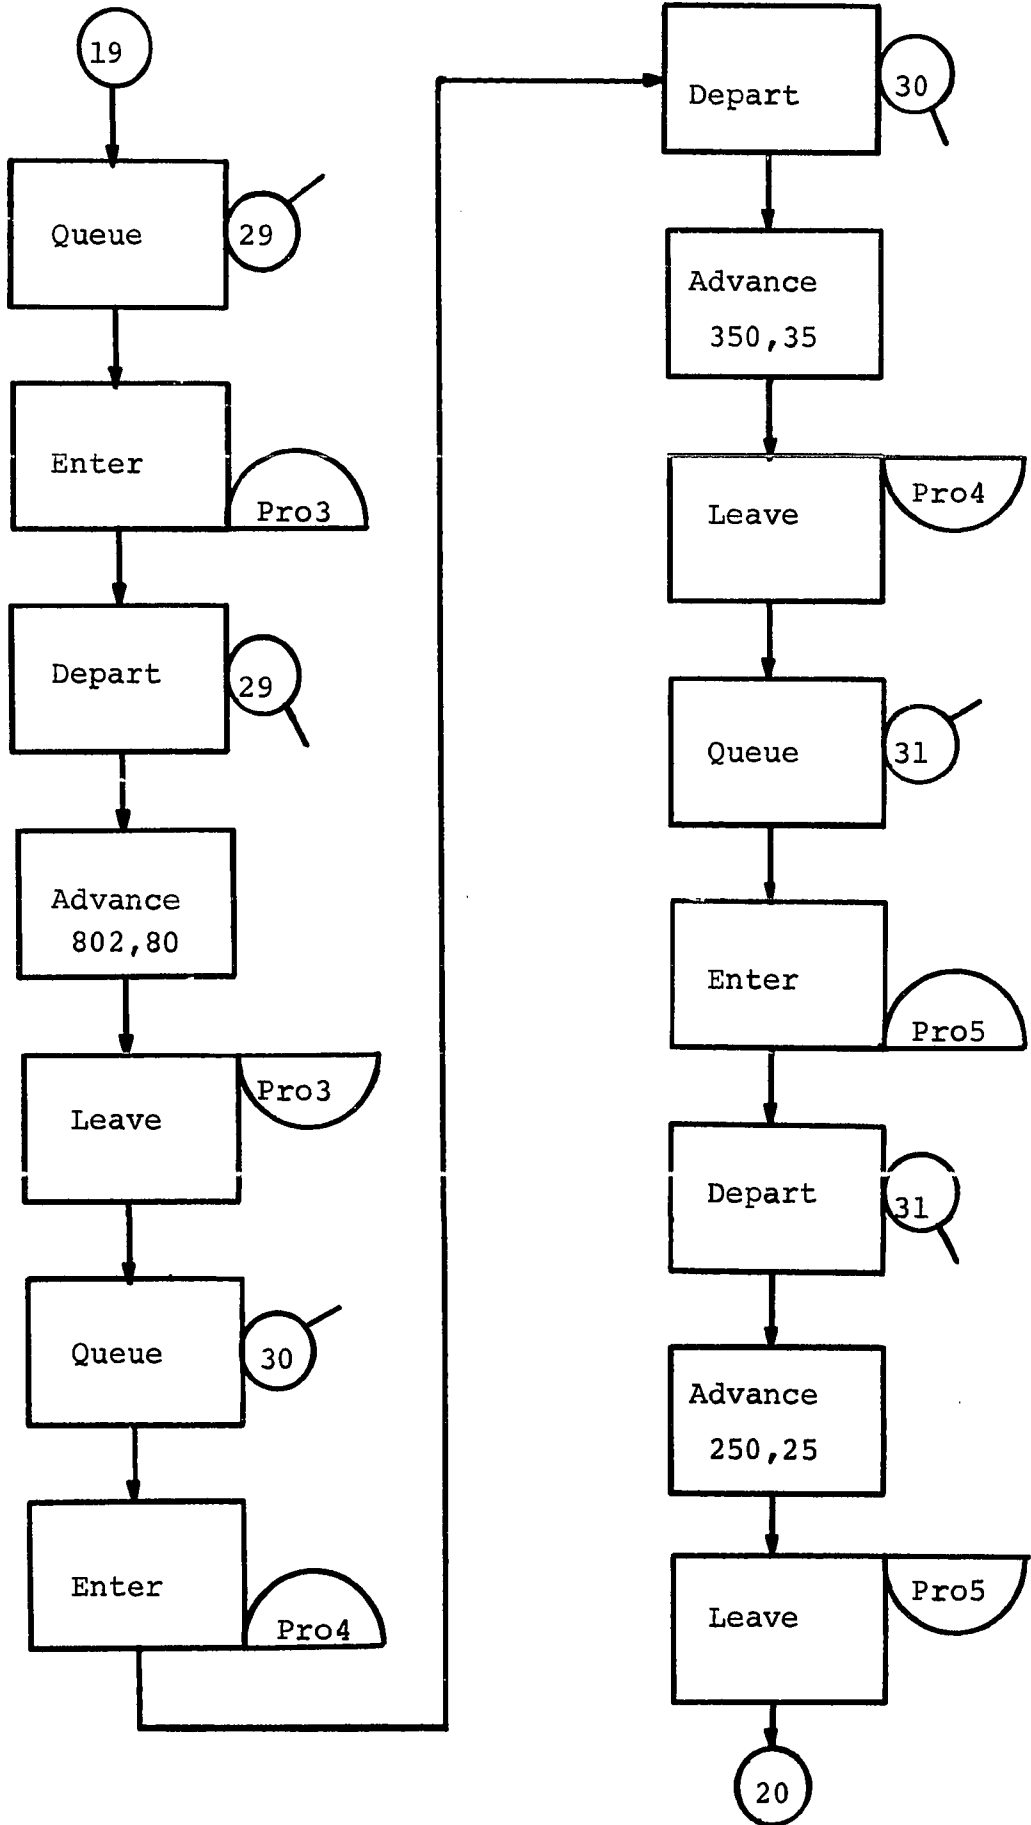 19
Queue
29
Enter
Pro3
Depart
29
Advance
802,80
Leave
Pro3
Queue
30
Enter
Pro4
Depart
30
Advance
350,35
Leave
Pro4
Queue
31
Enter
Pro5
Depart
31
Advance
250,25
Leave
Pro5
20